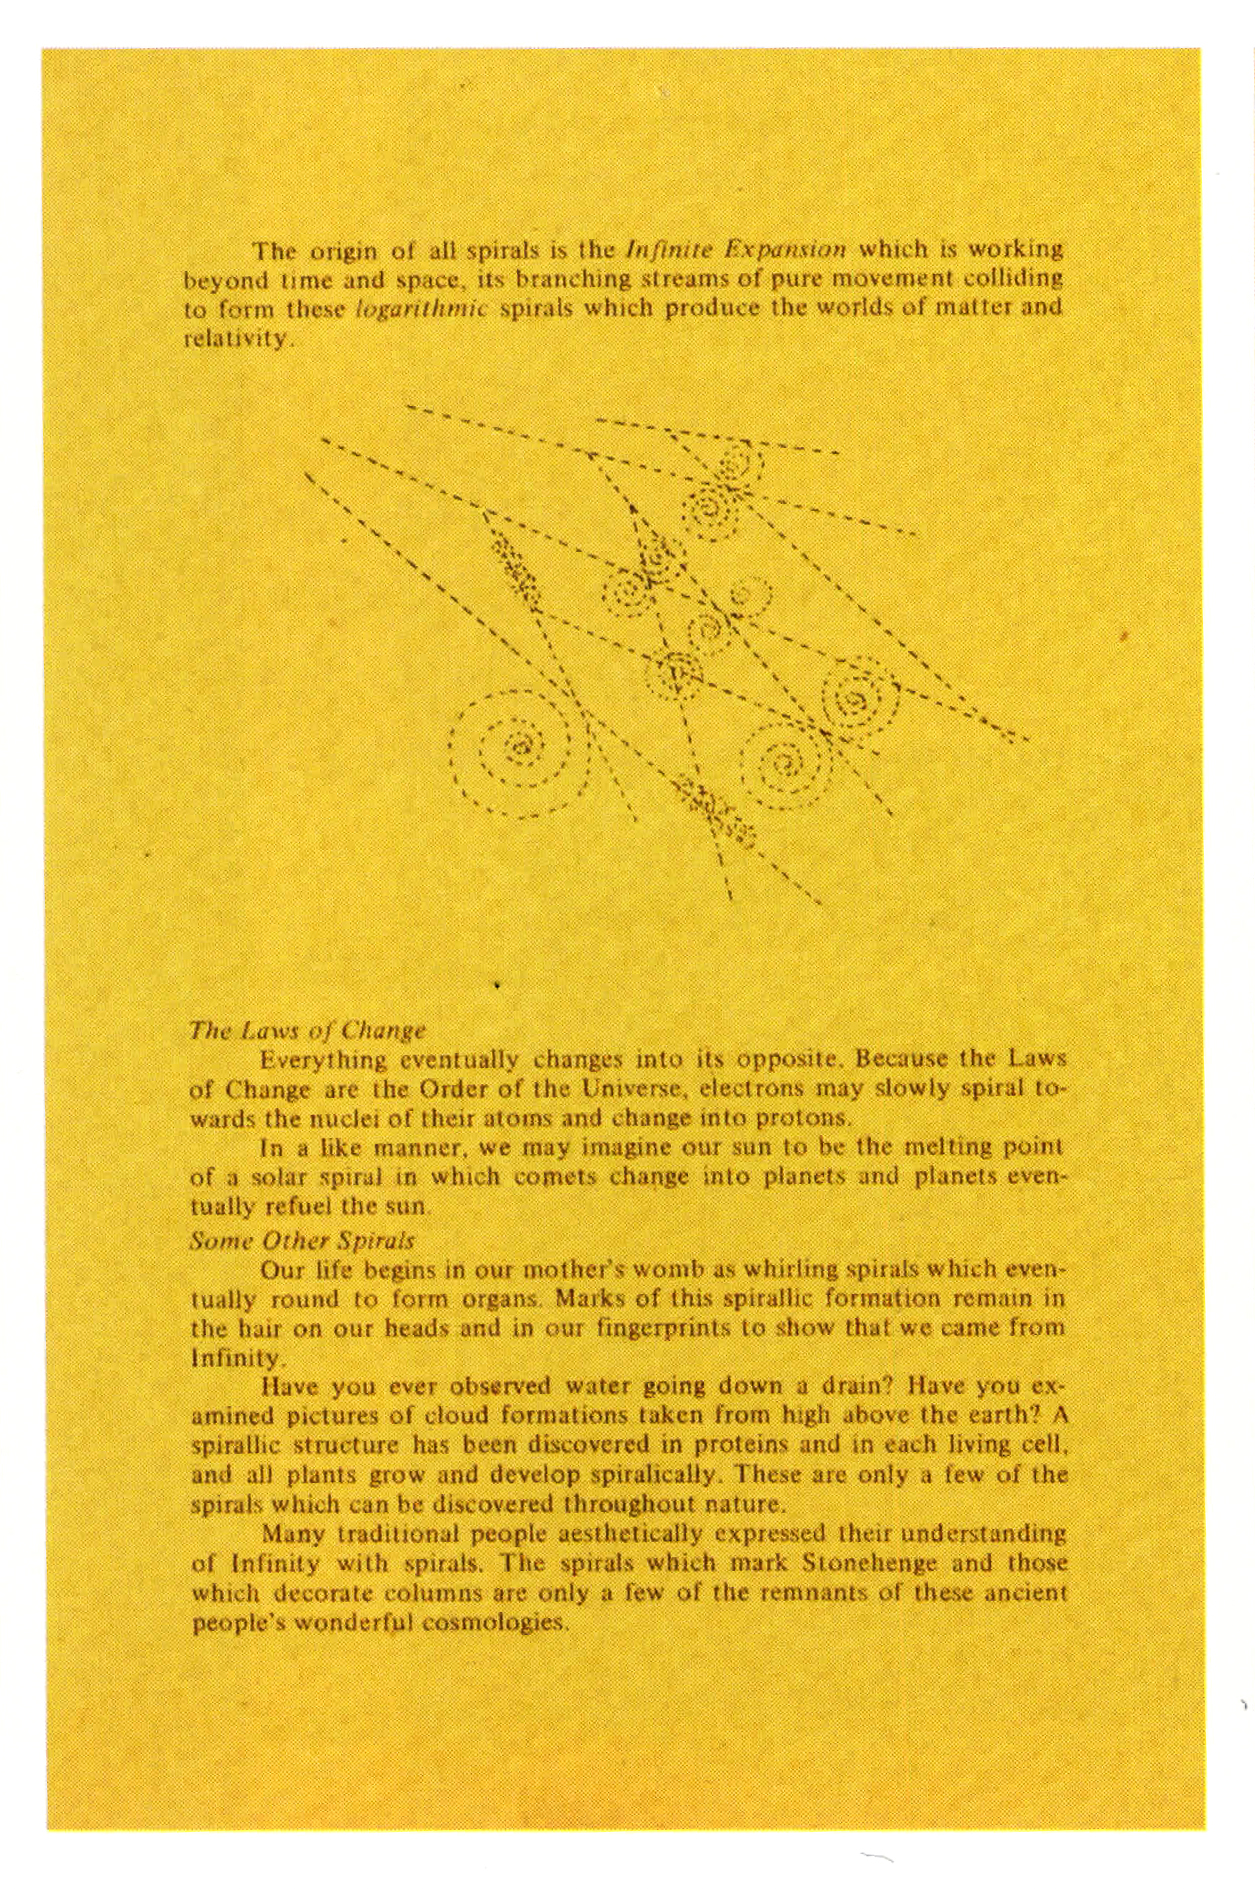 The origin of all spirals is the Infinite Expansion which is working
beyond time and space, its branching streams of pure movement colliding
to form these logarithmic spirals which produce the worlds of matter and
relativity.
The Laws of Change
Everything eventually changes into its opposite. Because the Laws
of Change are the Order of the Universe, electrons may slowly spiral to-
wards the nuclei of their atoms and change into protons.
In a like manner, we may imagine our sun to be the melting point
of a solar spiral in which comets change into planets and planets even-
tually refuel the sun.
Some Other Spirals
Our life begins in our mother's womb as whirling spirals which even-
tually round to form organs. Marks of this spirallic formation remain in
the hair on our heads and in our fingerprints to show that we came from
Infinity.
Have you ever observed water going down a drain? Have you ex-
amined pictures of cloud formations taken from high above the earth? A
spirallic structure has been discovered in proteins and in each living cell,
and all plants grow and develop spiralically. These are only a few of the
spirals which can be discovered throughout nature.
Many traditional people aesthetically expressed their understanding
of Infinity with spirals. The spirals which mark Stonehenge and those
which decorate columns are only a few of the remnants of these ancient
people's wonderful cosmologies.